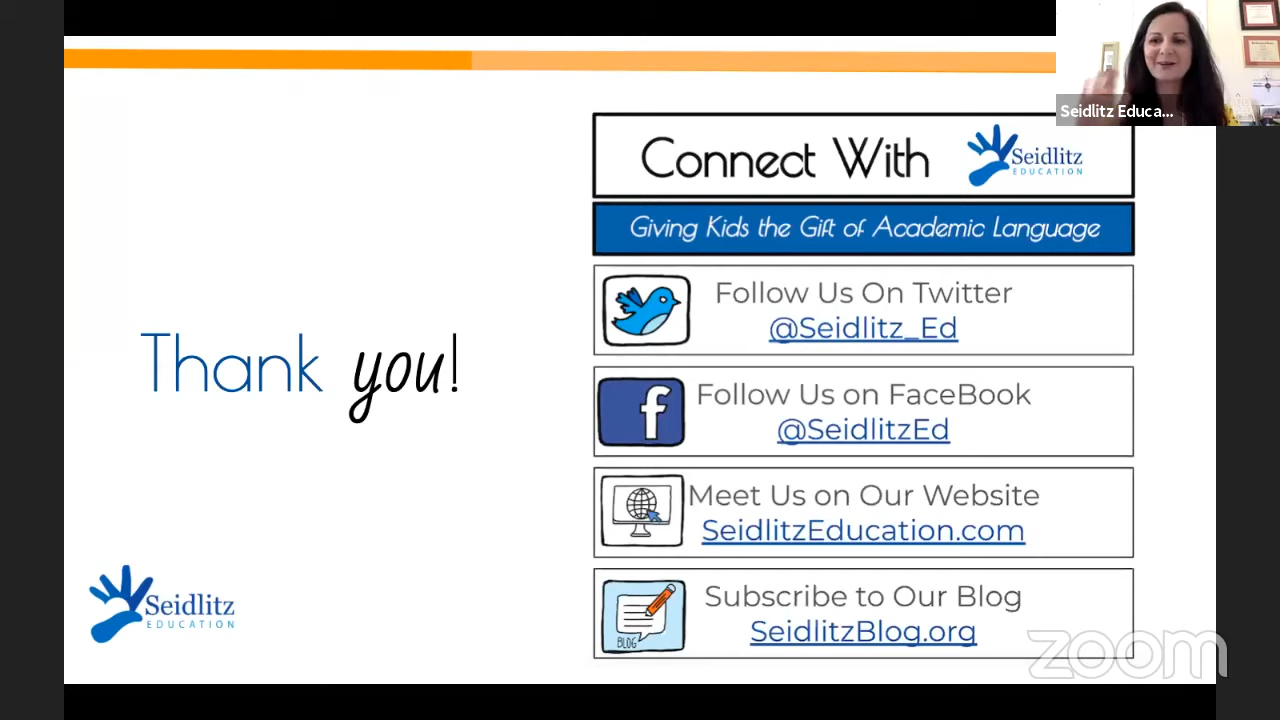 Seidlitz Educa...
Connect With
Seidlitz
EDUCATION
Giving Kids the Gift of Academic Language
Follow Us On Twitter
@Seidlitz_Ed
Thank you!
Follow Us on FaceBook
@SeidlitzEd
Meet Us on Our Website
SeidlitzEducation.com
Seidlitz
EDUCATION
Subscribe to Our Blog
SeidlitzBlog.org
BLOG
zoom